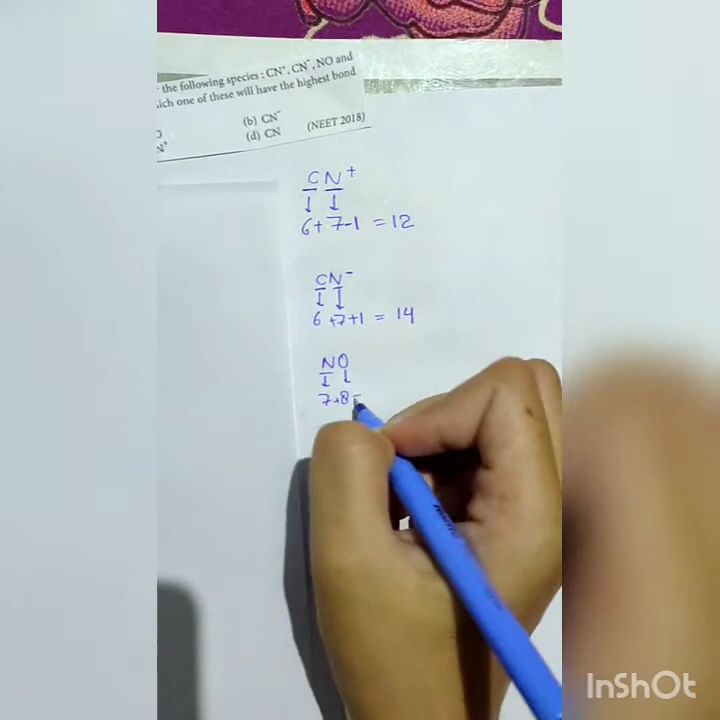 the following species : CN⁺, CN⁻, NO and
which one of these will have the highest bond
(b) CN⁻
N⁺ (d) CN (NEET 2018)
CN⁺
↓ ↓
6+7-1 = 12
CN⁻
↓ ↓
6+7+1 = 14
NO
↓ ↓
7+8=
InShOt